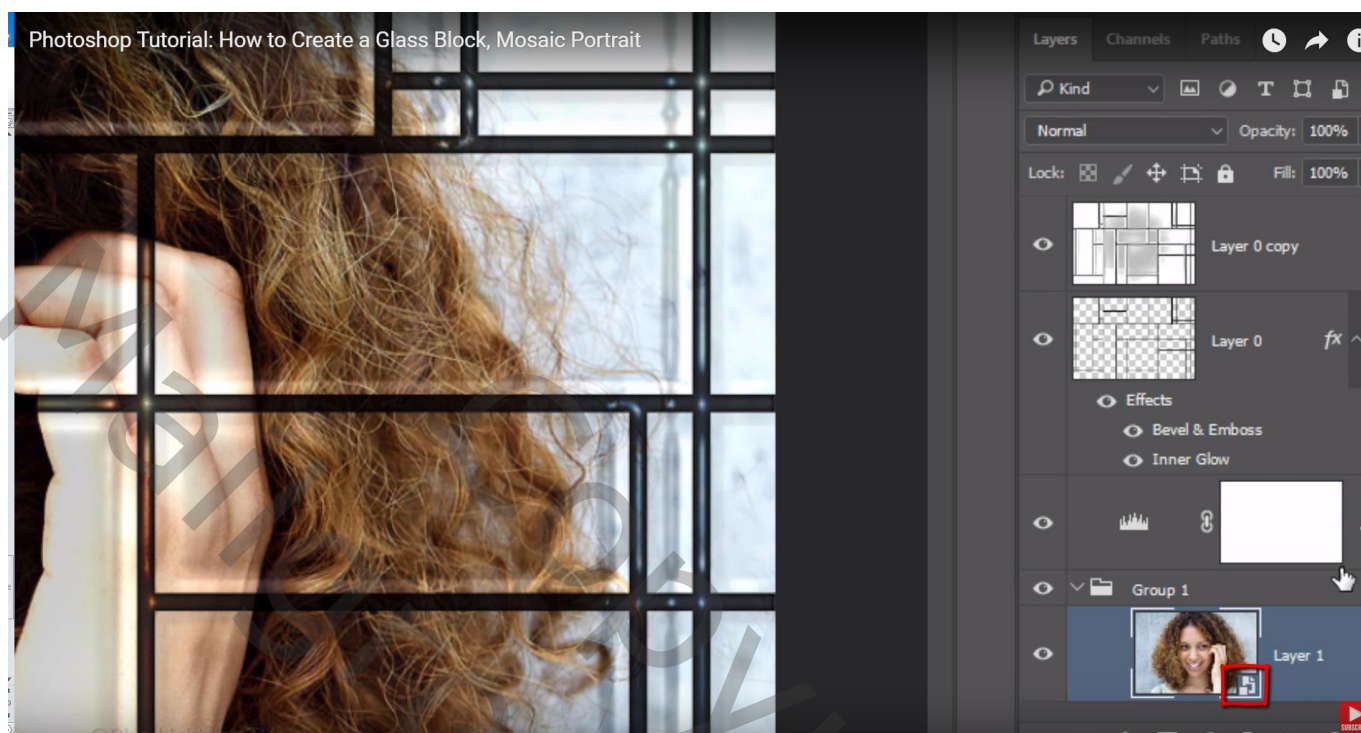 Photoshop Tutorial: How to Create a Glass Block, Mosaic Portrait
Layers Channels Paths
Kind
Normal Opacity: 100%
Lock: Fill: 100%
Layer 0 copy
Layer 0 fx
Effects
Bevel & Emboss
Inner Glow
Group 1
Layer 1